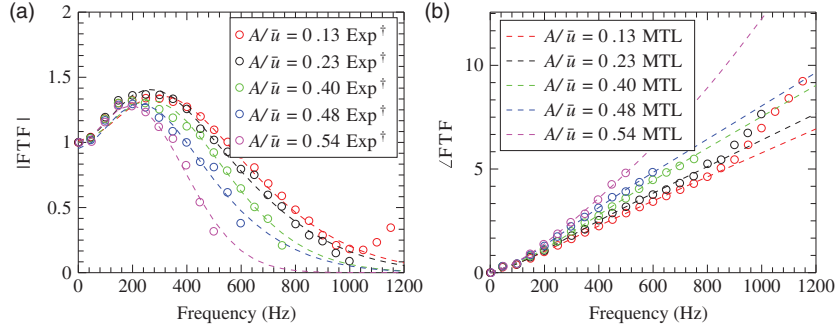 (a)
2
1.5
1
0.5
0
|FTF|
0 200 400 600 800 1000 1200
Frequency (Hz)
A/ū = 0.13 Exp†
A/ū = 0.23 Exp†
A/ū = 0.40 Exp†
A/ū = 0.48 Exp†
A/ū = 0.54 Exp†
(b)
10
5
0
∠FTF
0 200 400 600 800 1000 1200
Frequency (Hz)
A/ū = 0.13 MTL
A/ū = 0.23 MTL
A/ū = 0.40 MTL
A/ū = 0.48 MTL
A/ū = 0.54 MTL